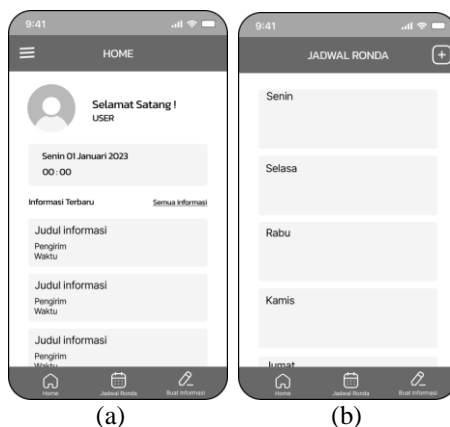 9:41
HOME
Selamat Satang !
USER
Senin 01 Januari 2023
00 : 00
Informasi Terbaru
Semua informasi
Judul informasi
Pengirim
Waktu
Judul informasi
Pengirim
Waktu
Judul informasi
Pengirim
Waktu
Home
Jadwal Ronda
Buat Informasi
(a)
9:41
JADWAL RONDA
Senin
Selasa
Rabu
Kamis
Jumat
Home
Jadwal Ronda
Buat Informasi
(b)